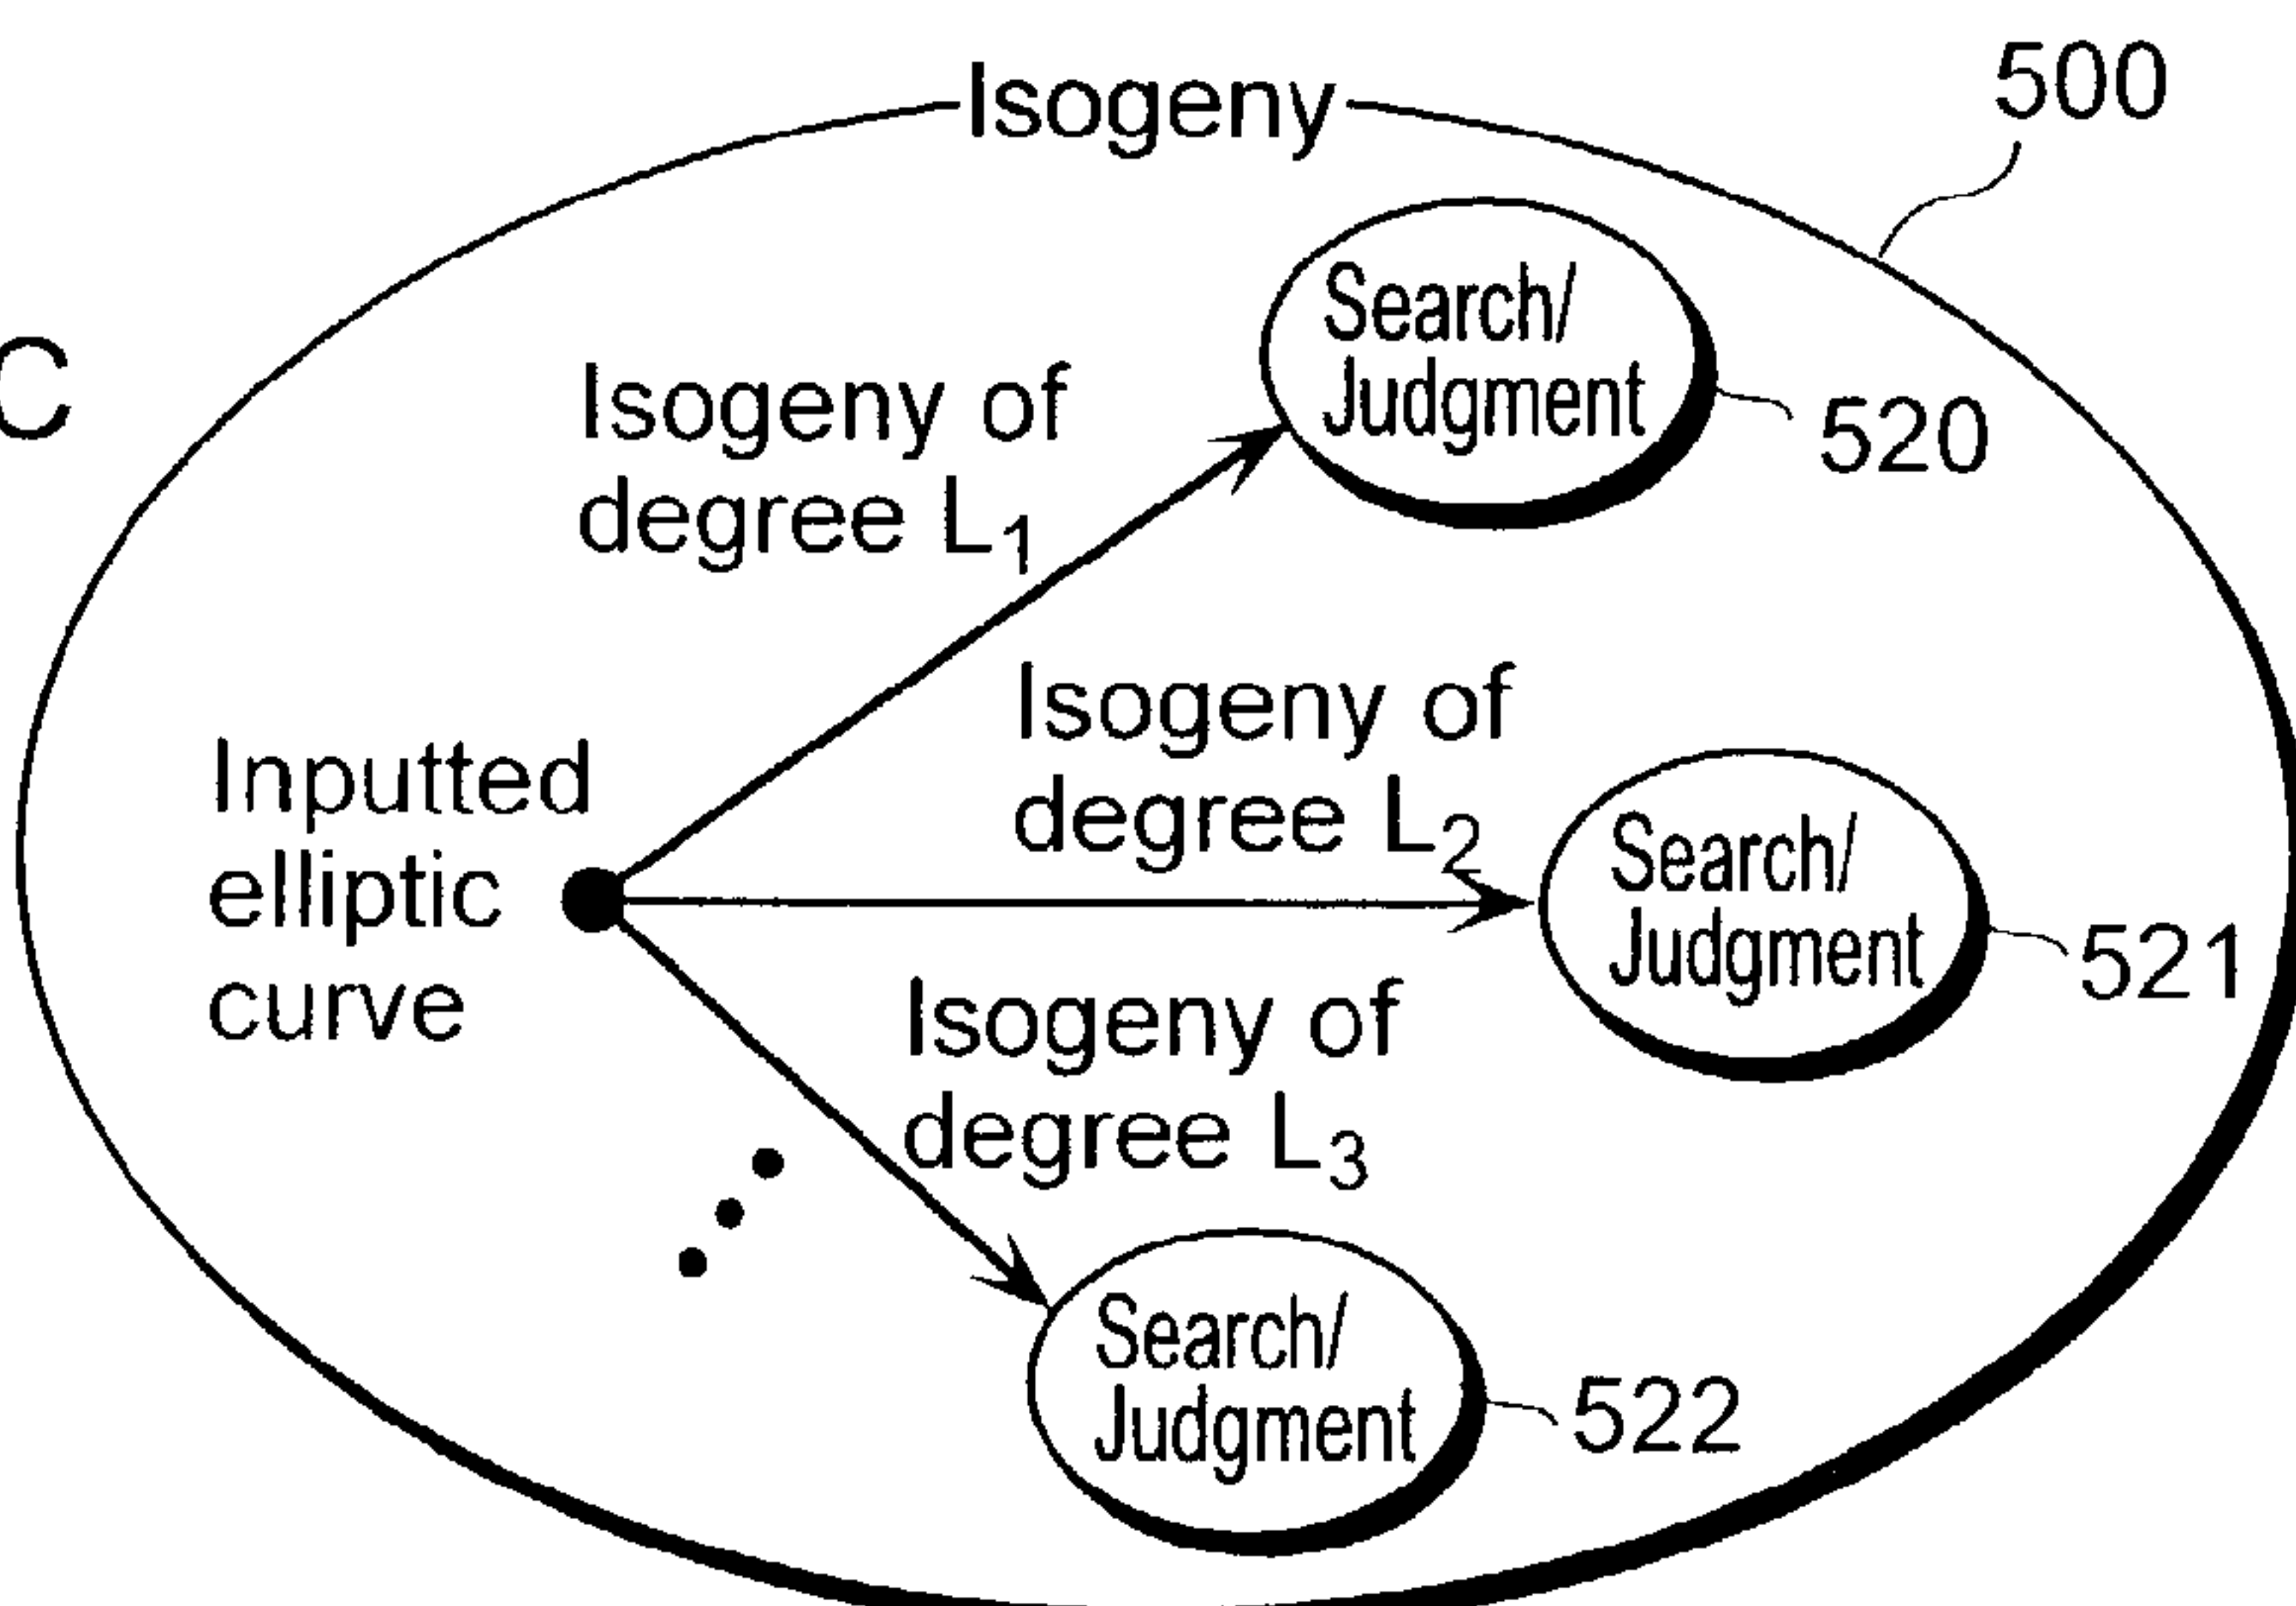 Isogeny
500
Search/
Judgment
520
C
Isogeny of
degree L₁
Isogeny of
degree L₂
Inputted
elliptic
curve
Search/
Judgment
521
Isogeny of
degree L₃
Search/
Judgment
522